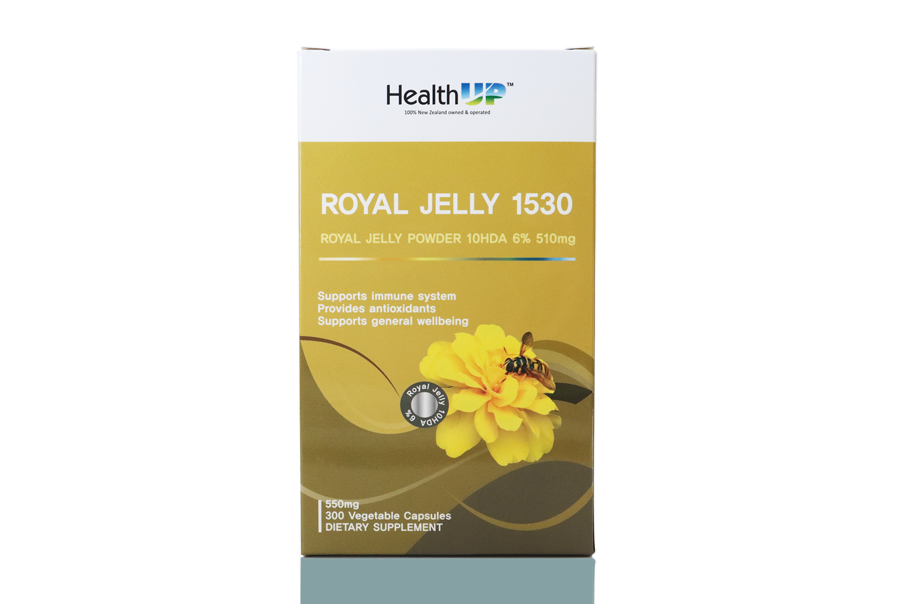 HealthUP™
100% New Zealand owned & operated
ROYAL JELLY 1530
ROYAL JELLY POWDER 10HDA 6% 510mg
Supports immune system
Provides antioxidants
Supports general wellbeing
Royal Jelly 10HDA 6%
550mg
300 Vegetable Capsules
DIETARY SUPPLEMENT